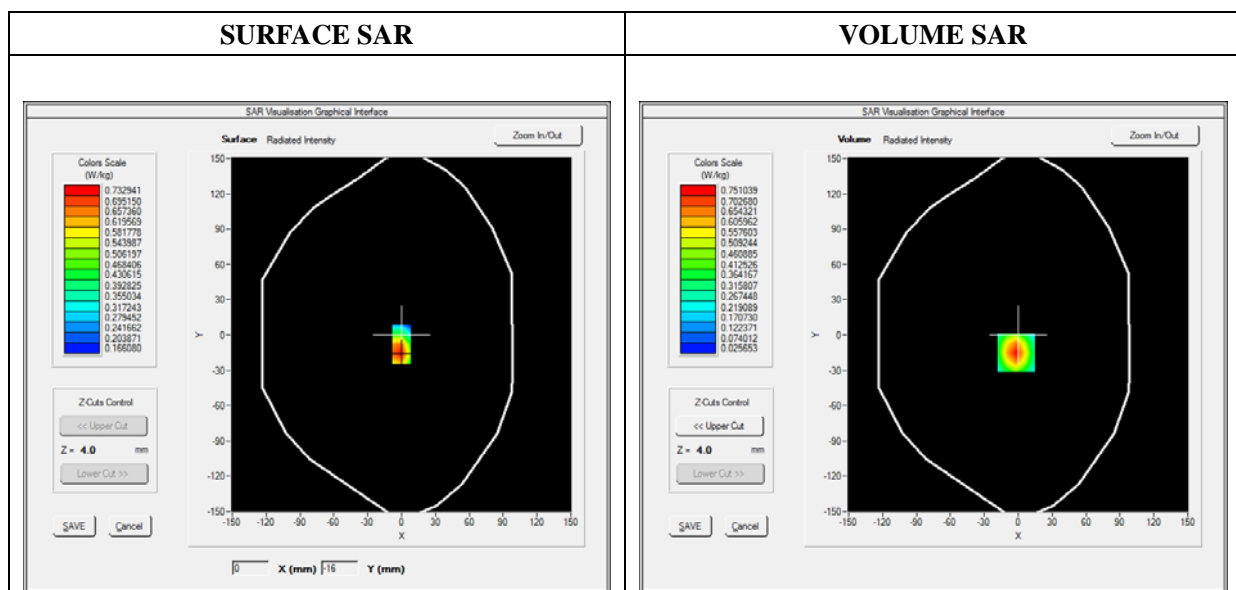 SURFACE SAR
VOLUME SAR
SAR Visualisation Graphical Interface
Surface Radiated Intensity
Zoom In/Out
Colors Scale
(W/kg)
0.732941
0.695150
0.657360
0.619569
0.581778
0.543987
0.506197
0.468406
0.430615
0.392825
0.355034
0.317243
0.279452
0.241662
0.203871
0.166080
Z-Cuts Control
<< Upper Cut
Z = 4.0 mm
Lower Cut >>
SAVE Cancel
150
120
90
60
30
Y 0
-30
-60
-90
-120
-150
-150 -120 -90 -60 -30 0 30 60 90 120 150
X
0 X (mm) -16 Y (mm)
SAR Visualisation Graphical Interface
Volume Radiated Intensity
Zoom In/Out
Colors Scale
(W/kg)
0.751039
0.702680
0.654321
0.605962
0.557603
0.509244
0.460885
0.412526
0.364167
0.315807
0.267448
0.219089
0.170730
0.122371
0.074012
0.025653
Z-Cuts Control
<< Upper Cut
Z = 4.0 mm
Lower Cut >>
SAVE Cancel
150
120
90
60
30
Y 0
-30
-60
-90
-120
-150
-150 -120 -90 -60 -30 0 30 60 90 120 150
X